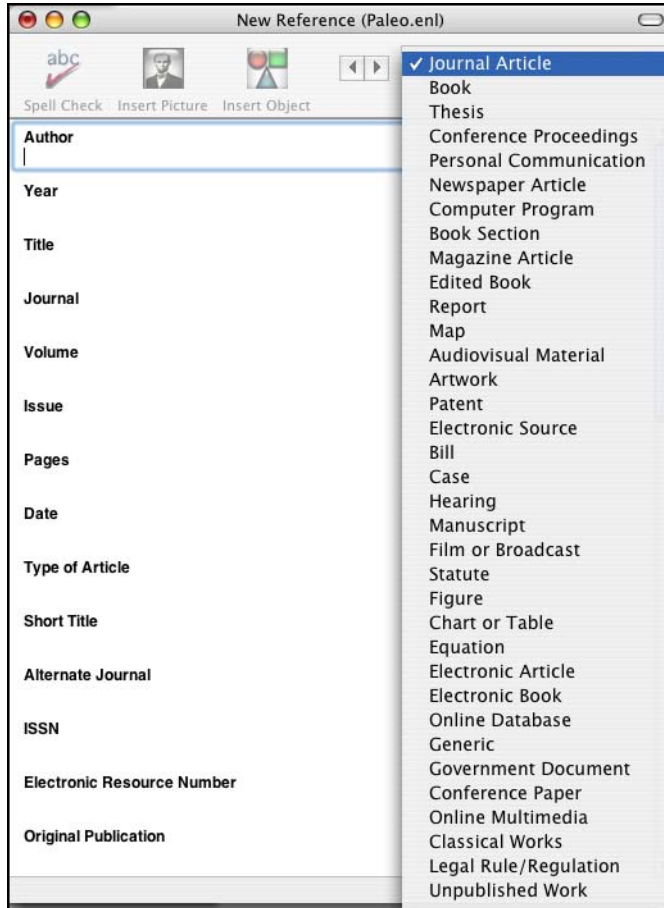 New Reference (Paleo.enl)
abc
Spell Check Insert Picture Insert Object
Author
Year
Title
Journal
Volume
Issue
Pages
Date
Type of Article
Short Title
Alternate Journal
ISSN
Electronic Resource Number
Original Publication
✓ Journal Article
Book
Thesis
Conference Proceedings
Personal Communication
Newspaper Article
Computer Program
Book Section
Magazine Article
Edited Book
Report
Map
Audiovisual Material
Artwork
Patent
Electronic Source
Bill
Case
Hearing
Manuscript
Film or Broadcast
Statute
Figure
Chart or Table
Equation
Electronic Article
Electronic Book
Online Database
Generic
Government Document
Conference Paper
Online Multimedia
Classical Works
Legal Rule/Regulation
Unpublished Work